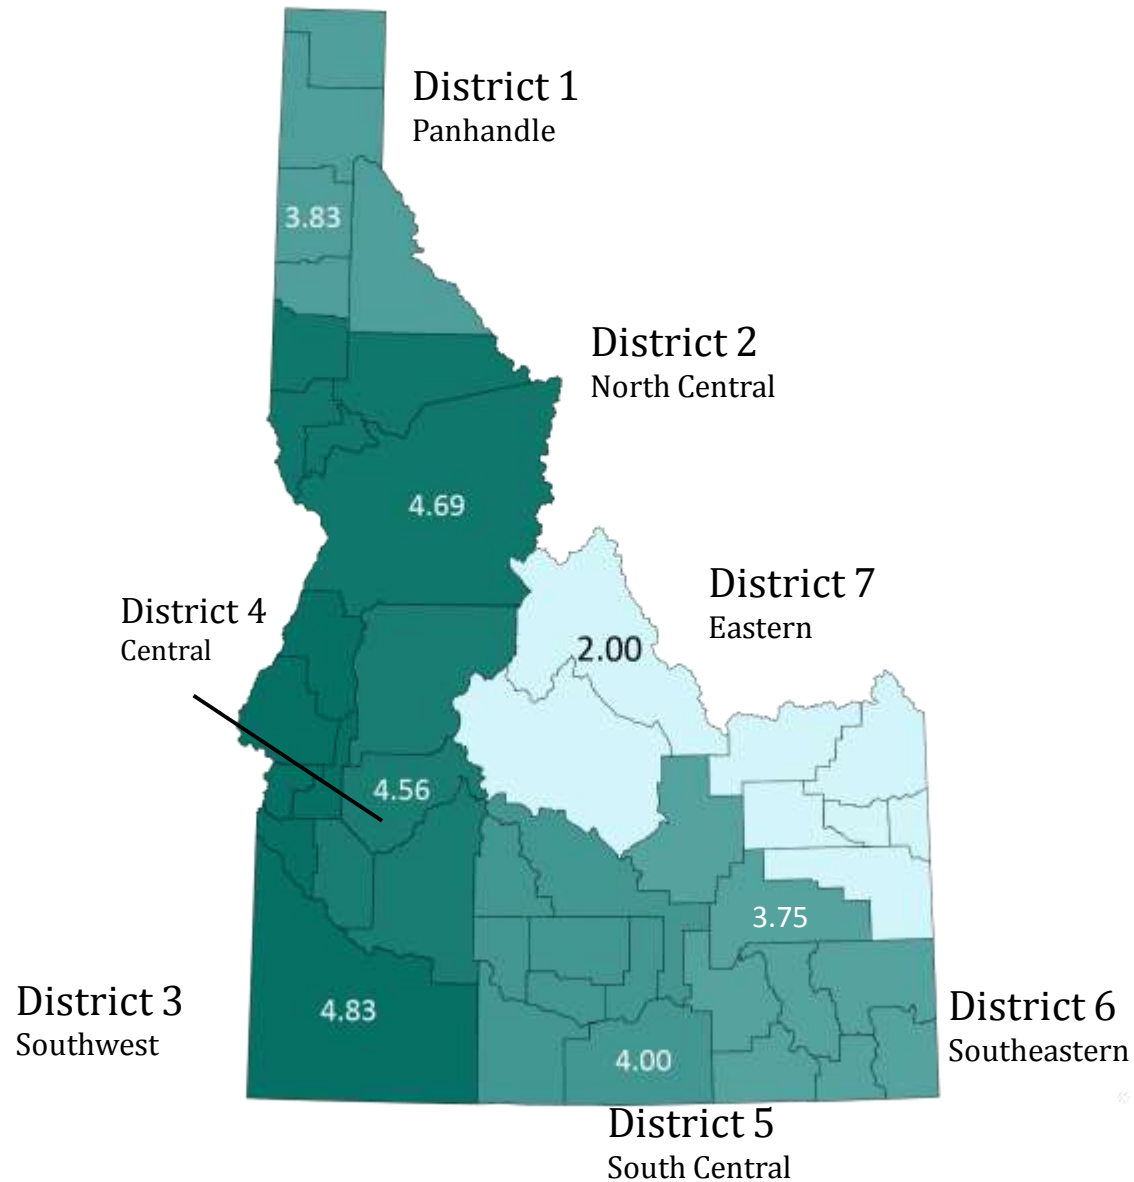 District 1
Panhandle
3.83
District 2
North Central
4.69
District 7
Eastern
District 4
Central
2.00
4.56
3.75
District 3
Southwest
4.83
District 6
Southeastern
4.00
District 5
South Central